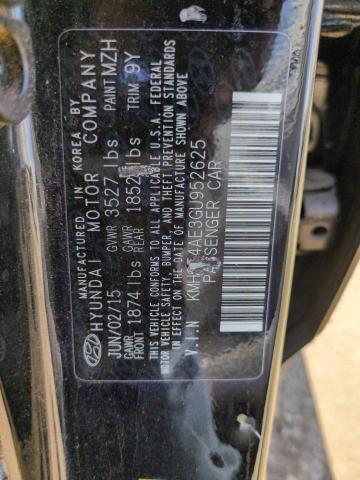 MANUFACTURED IN KOREA BY
HYUNDAI MOTOR COMPANY
JUN/02/15 GVWR 3527 lbs PAINT MZH
GAWR FRONT 1874 lbs GAWR REAR 1852 lbs TRIM 9Y
THIS VEHICLE CONFORMS TO ALL APPLICABLE U.S.A. FEDERAL
MOTOR VEHICLE SAFETY, BUMPER, AND THEFT PREVENTION STANDARDS
IN EFFECT ON THE DATE OF MANUFACTURE SHOWN ABOVE.
V.I.N
PASSENGER CAR